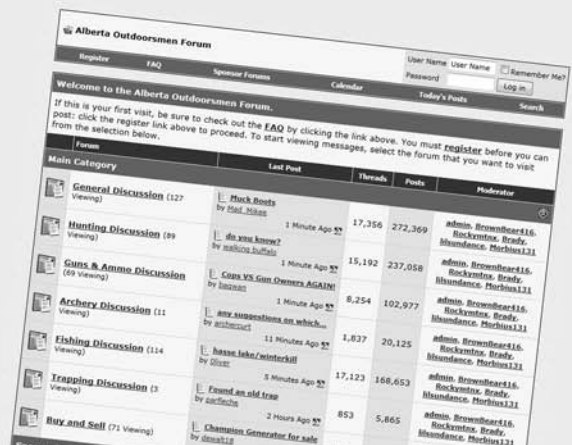 Alberta Outdoorsmen Forum
User Name User Name Remember Me?
Password Log in
Register FAQ Sponsor Forums Calendar Today's Posts Search
Welcome to the Alberta Outdoorsmen Forum.
If this is your first visit, be sure to check out the FAQ by clicking the link above. You must register before you can
post: click the register link above to proceed. To start viewing messages, select the forum that you want to visit
from the selection below.
Forum Last Post Threads Posts Moderator
Main Category
General Discussion (127 Viewing)
Muck Boots
by Mad_Mikee
1 Minute Ago
17,356 272,369
admin, BrownBear416, Rockymtnx, Brady, lilsundance, Morbius131
Hunting Discussion (89 Viewing)
do you know?
by walking buffalo
1 Minute Ago
15,192 237,058
admin, BrownBear416, Rockymtnx, Brady, lilsundance, Morbius131
Guns & Ammo Discussion (69 Viewing)
Cops VS Gun Owners AGAIN!
by bagwan
1 Minute Ago
8,254 102,977
admin, BrownBear416, Rockymtnx, Brady, lilsundance, Morbius131
Archery Discussion (11 Viewing)
any suggestions on which...
by archercurt
11 Minutes Ago
1,837 20,125
admin, BrownBear416, Rockymtnx, Brady, lilsundance, Morbius131
Fishing Discussion (114 Viewing)
hasse lake/winterkill
by Oliver
5 Minutes Ago
17,123 168,653
admin, BrownBear416, Rockymtnx, Brady, lilsundance, Morbius131
Trapping Discussion (3 Viewing)
Found an old trap
by parfleche
2 Hours Ago
853 5,865
admin, BrownBear416, Rockymtnx, Brady, lilsundance, Morbius131
Buy and Sell (71 Viewing)
Champion Generator for sale
by dewalt18